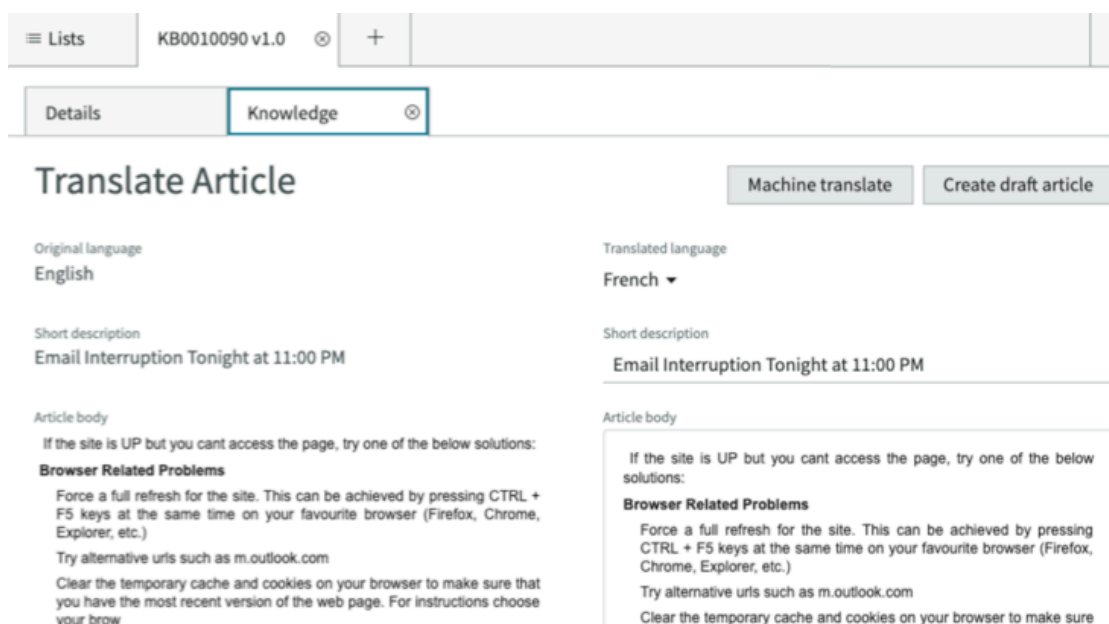 Lists
KB0010090 v1.0
+
Details
Knowledge
Translate Article
Machine translate
Create draft article
Original language
English
Translated language
French
Short description
Email Interruption Tonight at 11:00 PM
Short description
Email Interruption Tonight at 11:00 PM
Article body
If the site is UP but you cant access the page, try one of the below solutions:
Browser Related Problems
Force a full refresh for the site. This can be achieved by pressing CTRL +
F5 keys at the same time on your favourite browser (Firefox, Chrome,
Explorer, etc.)
Try alternative urls such as m.outlook.com
Clear the temporary cache and cookies on your browser to make sure that
you have the most recent version of the web page. For instructions choose
your brow
Article body
If the site is UP but you cant access the page, try one of the below
solutions:
Browser Related Problems
Force a full refresh for the site. This can be achieved by pressing
CTRL + F5 keys at the same time on your favourite browser (Firefox,
Chrome, Explorer, etc.)
Try alternative urls such as m.outlook.com
Clear the temporary cache and cookies on your browser to make sure